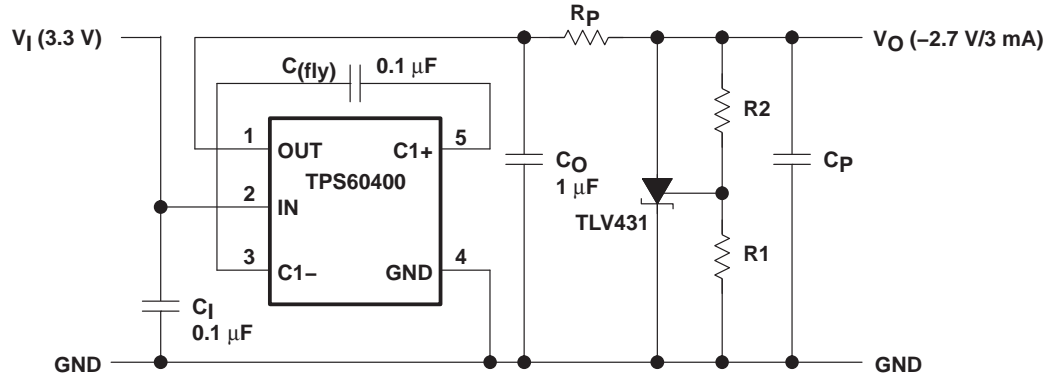 RP
VI (3.3 V)
VO (−2.7 V/3 mA)
C(fly)
0.1 µF
R2
1
OUT
C1+
5
TPS60400
CO
1 µF
CP
2
IN
TLV431
3
C1−
GND
4
R1
CI
0.1 µF
GND
GND